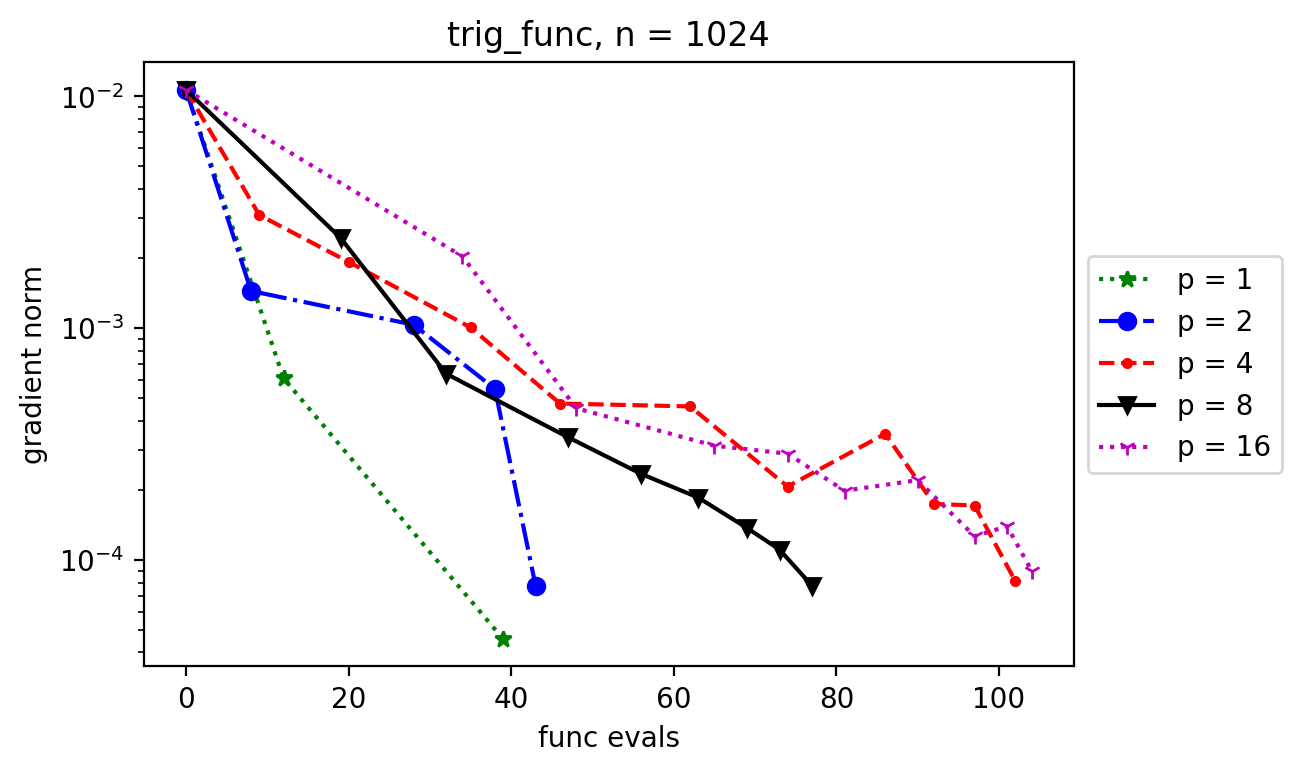 trig_func, n = 1024
gradient norm
10⁻²
10⁻³
10⁻⁴
0 20 40 60 80 100
func evals
p = 1
p = 2
p = 4
p = 8
p = 16